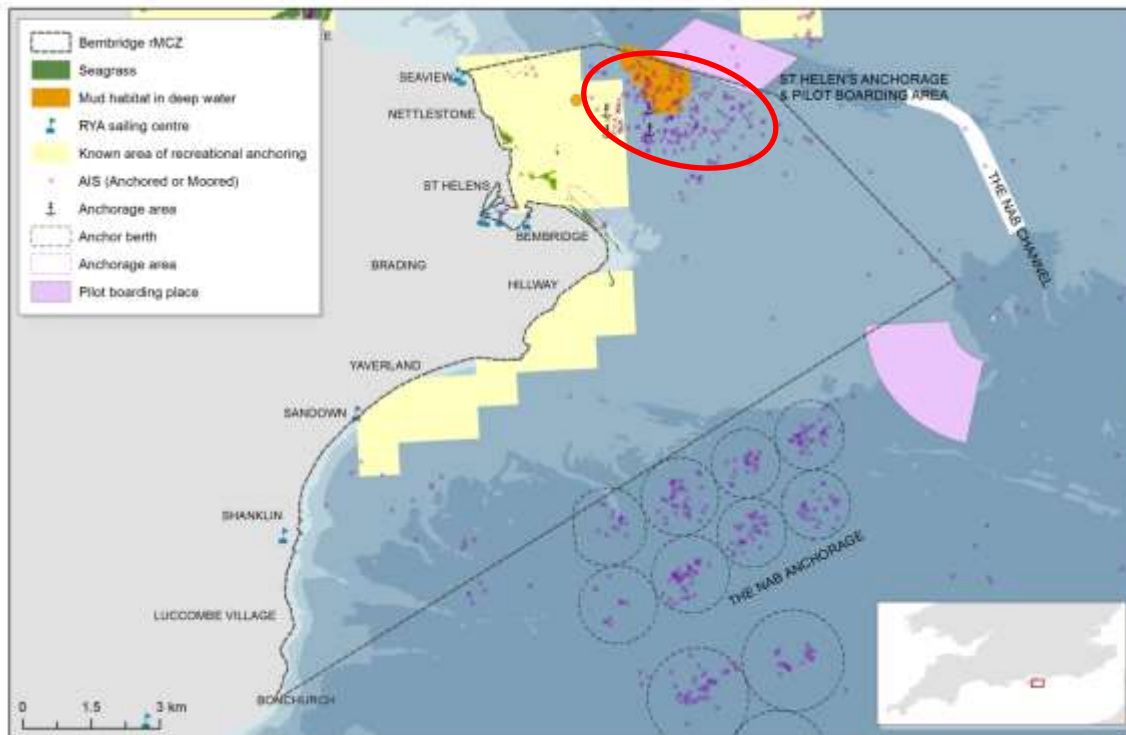 Bembridge rMCZ
Seagrass
Mud habitat in deep water
RYA sailing centre
Known area of recreational anchoring
AIS (Anchored or Moored)
Anchorage area
Anchor berth
Anchorage area
Pilot boarding place
E
SEAVIEW
NETTLESTONE
ST HELENS
BEMBRIDGE
BRADING
HILLWAY
YAVERLAND
SANDOWN
SHANKLIN
LUCCOMBE VILLAGE
BONCHURCH
ST HELEN'S ANCHORAGE
& PILOT BOARDING AREA
THE NAB CHANNEL
THE NAB ANCHORAGE
0 1.5 3 km